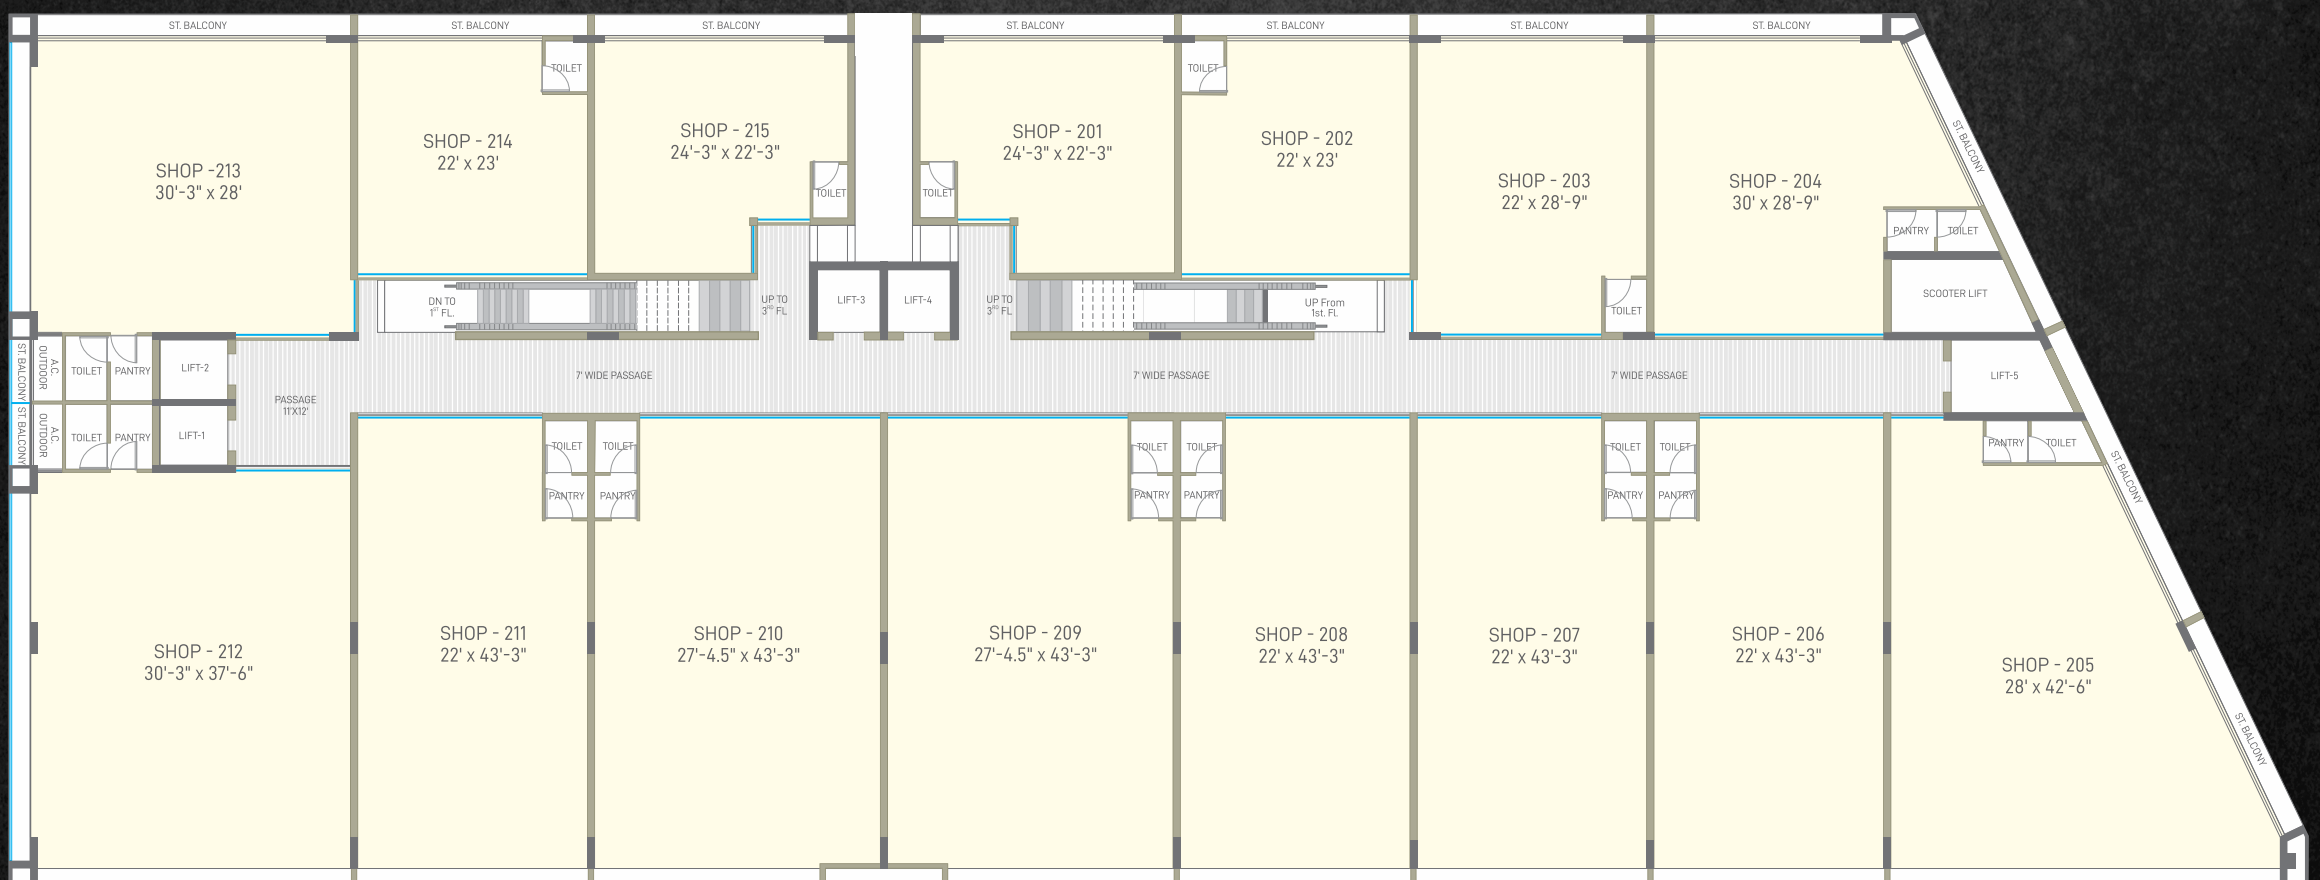 ST. BALCONY
ST. BALCONY
ST. BALCONY
ST. BALCONY
ST. BALCONY
ST. BALCONY
ST. BALCONY
TOILET
TOILET
SHOP -213
30'-3" x 28'
SHOP - 214
22' x 23'
SHOP - 215
24'-3" x 22'-3"
SHOP - 201
24'-3" x 22'-3"
SHOP - 202
22' x 23'
SHOP - 203
22' x 28'-9"
SHOP - 204
30' x 28'-9"
ST. BALCONY
TOILET
TOILET
PANTRY
TOILET
SCOOTER LIFT
DN TO
1ST FL.
UP TO
3RD FL
LIFT-3
LIFT-4
UP TO
3RD FL
UP From
1st. FL
TOILET
ST. BALCONY
A.C.
OUTDOOR
TOILET
PANTRY
LIFT-2
7' WIDE PASSAGE
7' WIDE PASSAGE
7' WIDE PASSAGE
LIFT-5
PASSAGE
11'X12'
ST. BALCONY
A.C.
OUTDOOR
TOILET
PANTRY
LIFT-1
TOILET
TOILET
TOILET
TOILET
TOILET
TOILET
PANTRY
TOILET
PANTRY
PANTRY
PANTRY
PANTRY
PANTRY
PANTRY
ST. BALCONY
SHOP - 212
30'-3" x 37'-6"
SHOP - 211
22' x 43'-3"
SHOP - 210
27'-4.5" x 43'-3"
SHOP - 209
27'-4.5" x 43'-3"
SHOP - 208
22' x 43'-3"
SHOP - 207
22' x 43'-3"
SHOP - 206
22' x 43'-3"
SHOP - 205
28' x 42'-6"
ST. BALCONY